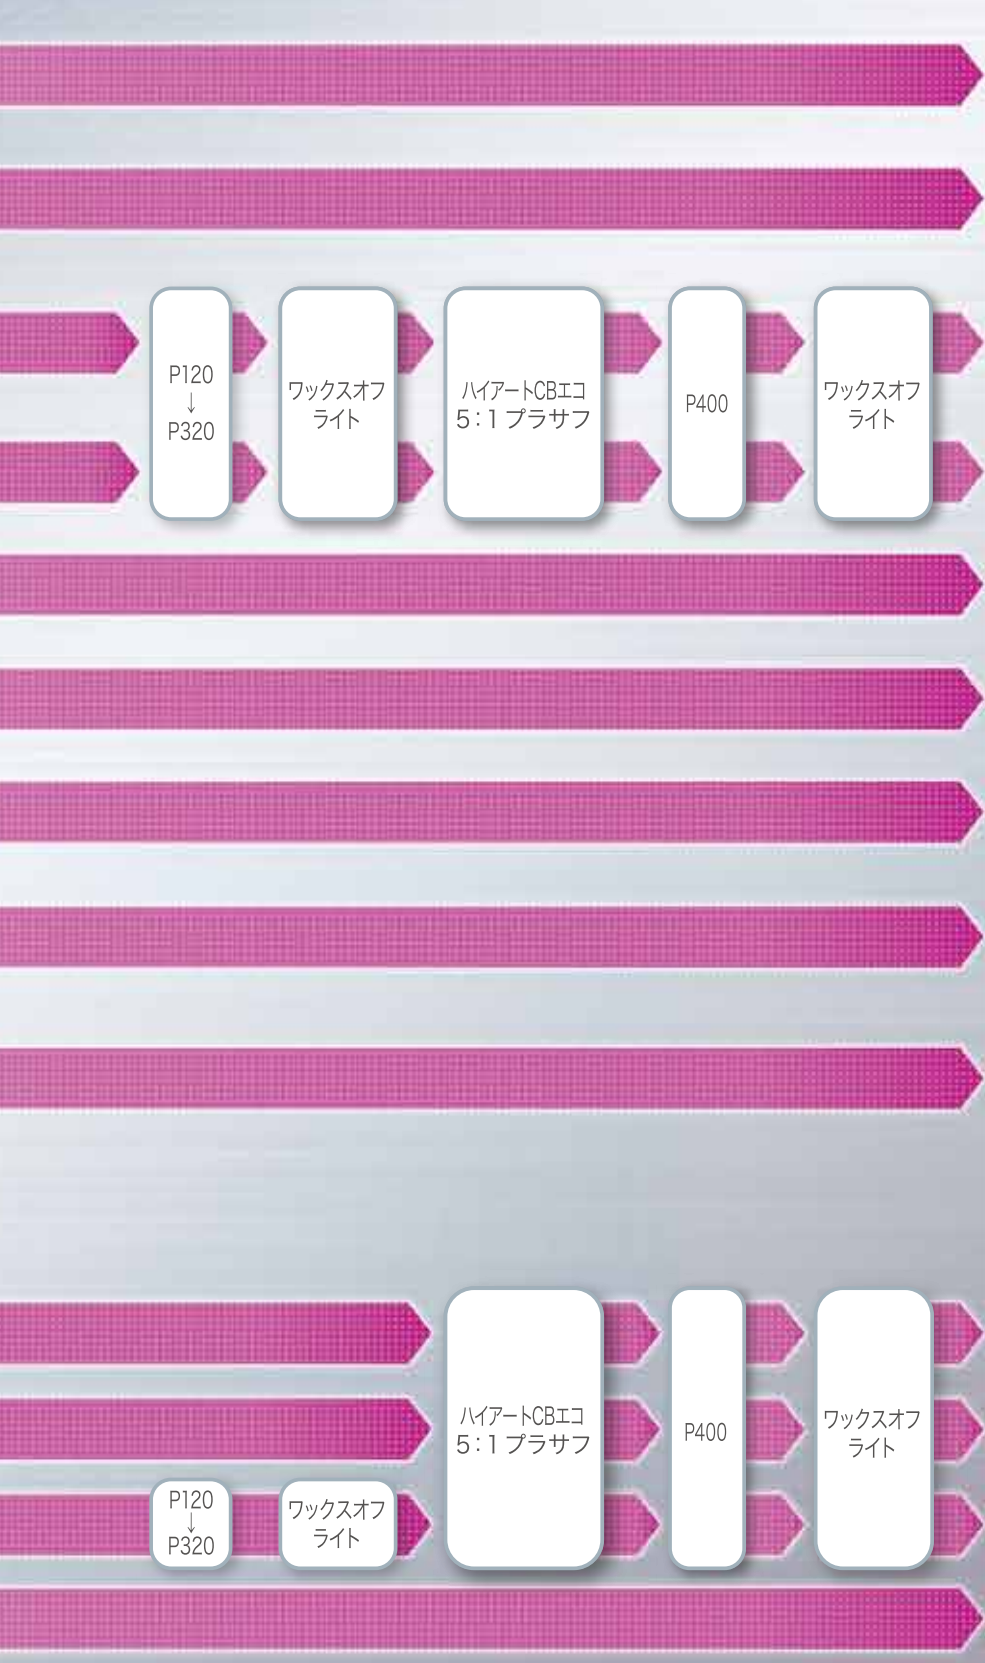 P120
↓
P320
ワックスオフ
ライト
ハイアートCBエコ
5:1 プラサフ
P400
ワックスオフ
ライト
P120
↓
P320
ワックスオフ
ライト
ハイアートCBエコ
5:1 プラサフ
P400
ワックスオフ
ライト